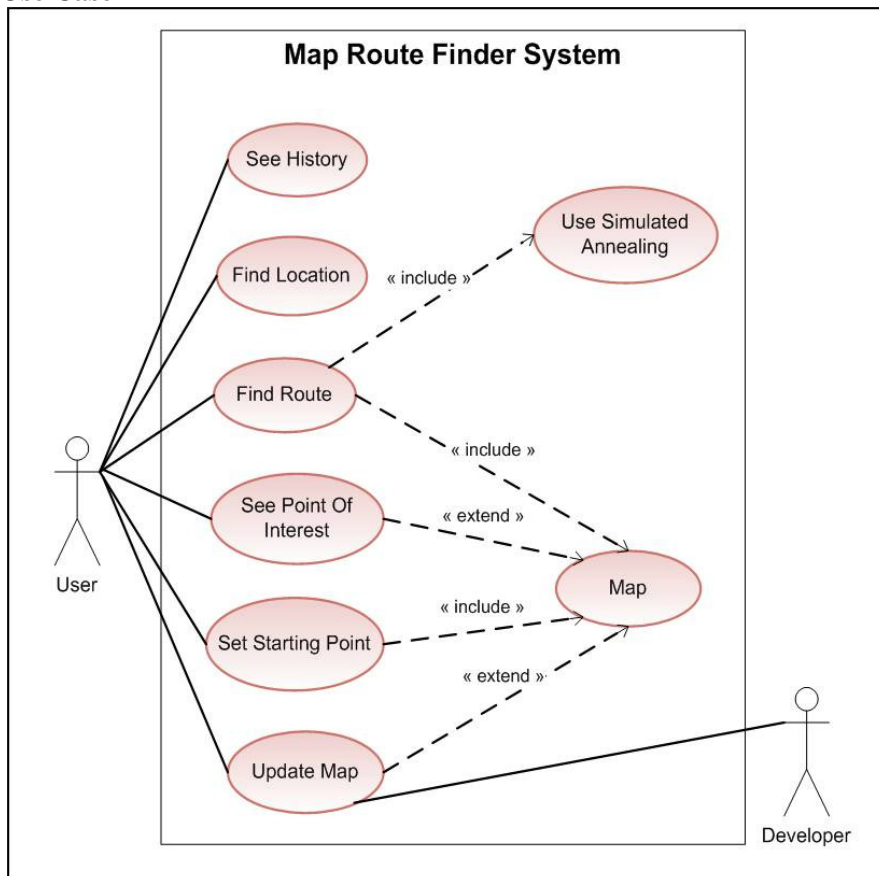 Map Route Finder System
See History
Use Simulated
Annealing
Find Location
« include »
Find Route
« include »
See Point Of
Interest
« extend »
User
Map
« include »
Set Starting Point
« extend »
Update Map
Developer